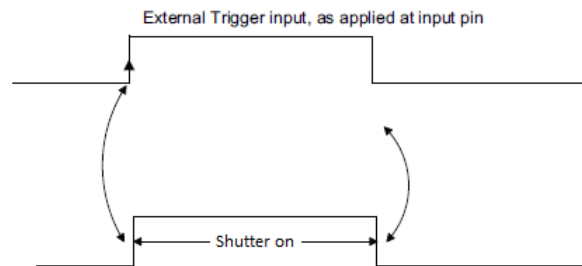 External Trigger input, as applied at input pin
Shutter on